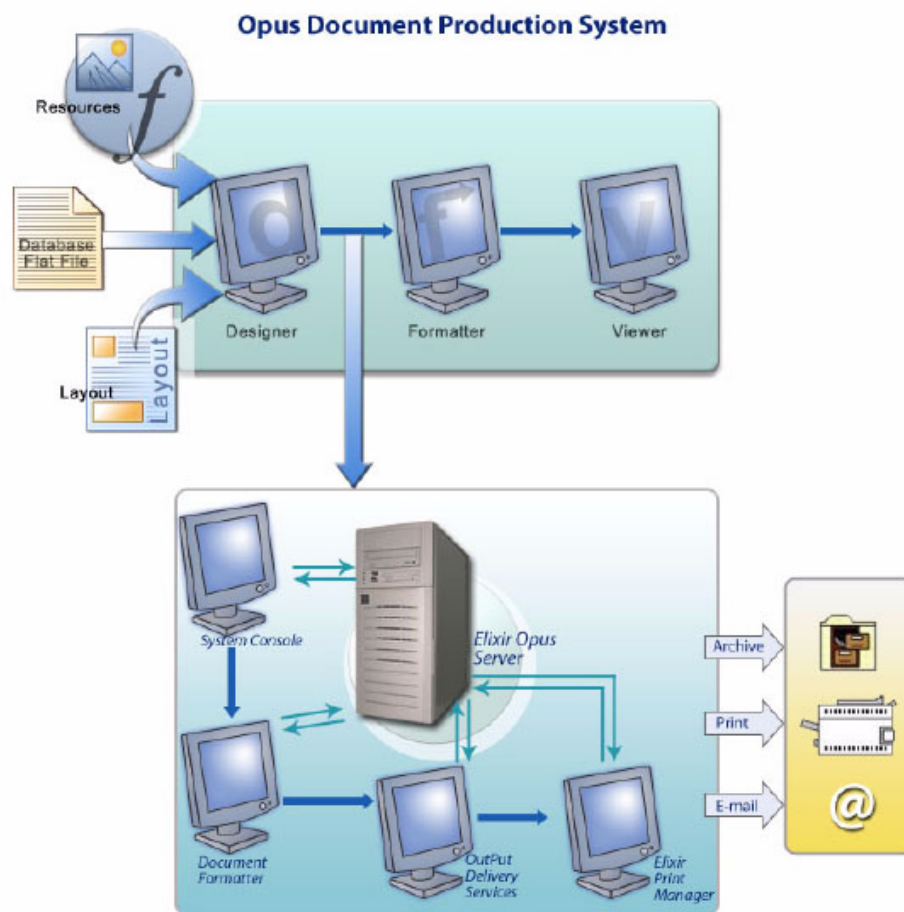 Opus Document Production System
Resources
f
Database
Flat File
Layout
Layout
d
f
v
Designer
Formatter
Viewer
System Console
Elixir Opus
Server
Document
Formatter
OutPut
Delivery
Services
Elixir
Print
Manager
Archive
Print
E-mail
@